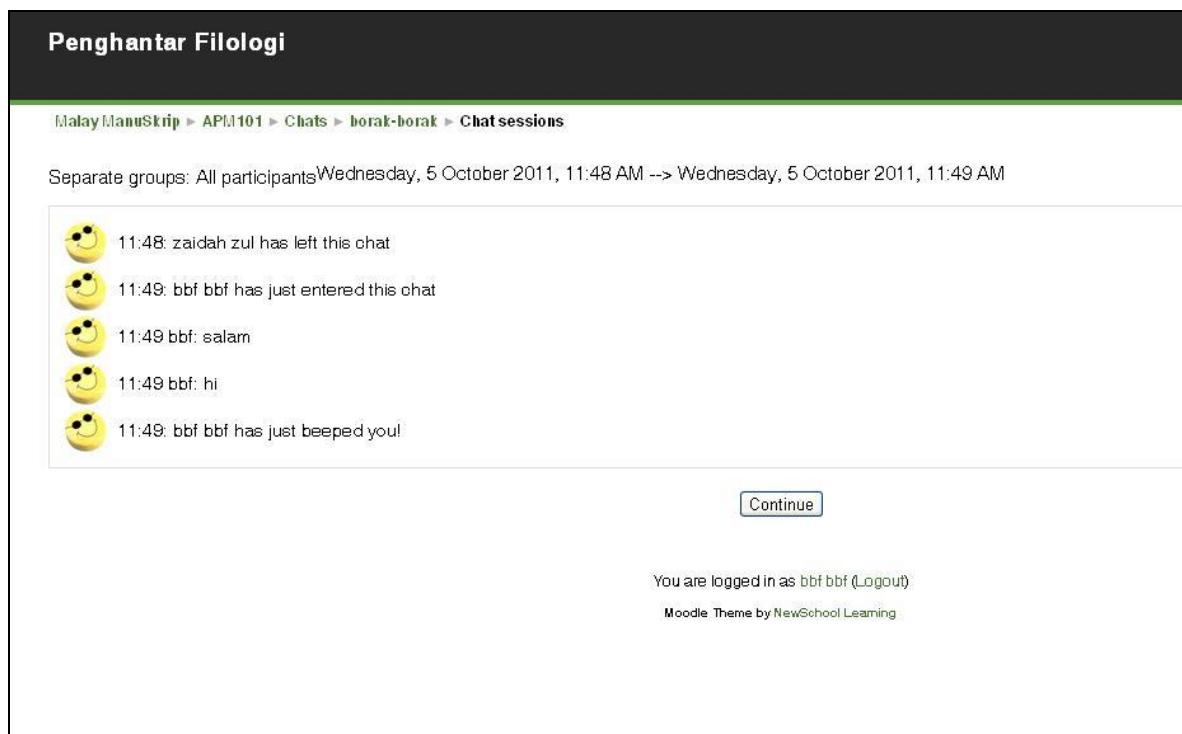 Penghantar Filologi
Malay ManuSkrip ► APM101 ► Chats ► borak-borak ► Chat sessions
Separate groups: All participants Wednesday, 5 October 2011, 11:48 AM --> Wednesday, 5 October 2011, 11:49 AM
11:48: zaidah zul has left this chat
11:49: bbf bbf has just entered this chat
11:49 bbf: salam
11:49 bbf: hi
11:49: bbf bbf has just beeped you!
Continue
You are logged in as bbf bbf (Logout)
Moodle Theme by NewSchool Learning